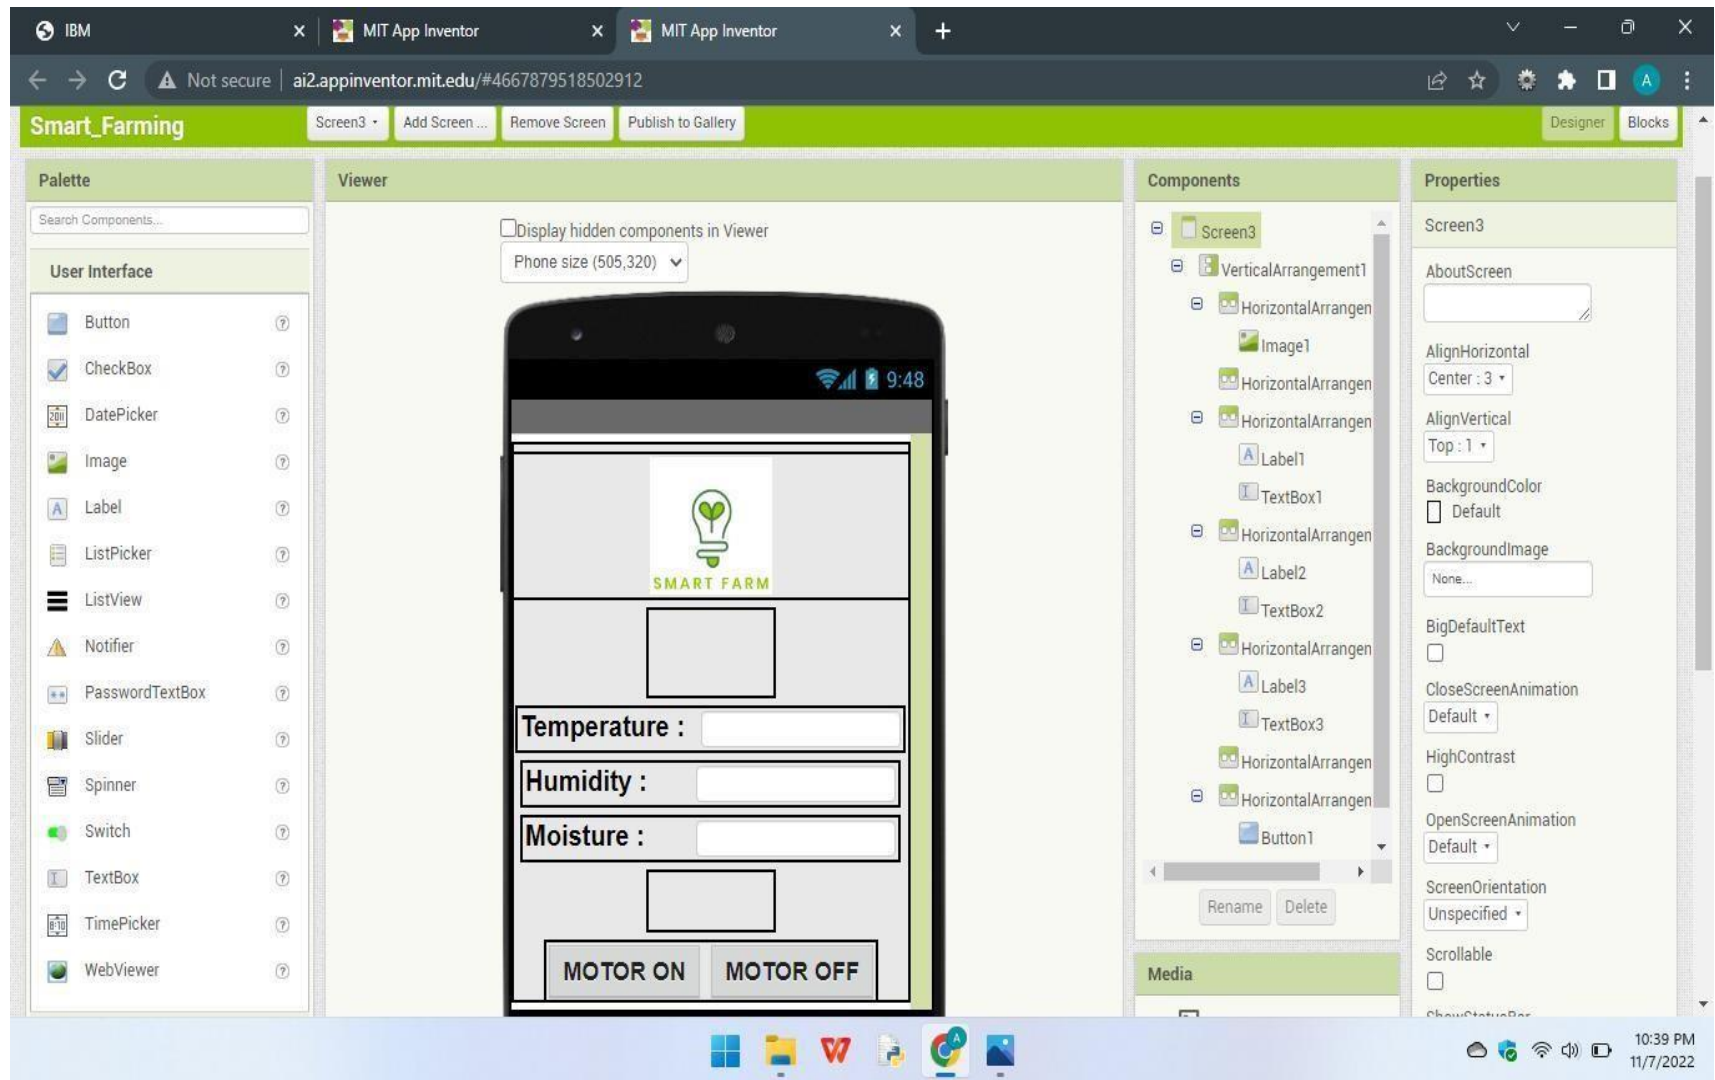 IBM
MIT App Inventor
MIT App Inventor
Not secure
ai2.appinventor.mit.edu/#4667879518502912
A
Smart_Farming
Screen3
Add Screen ...
Remove Screen
Publish to Gallery
Designer
Blocks
Palette
Search Components...
User Interface
Button
CheckBox
DatePicker
Image
Label
ListPicker
ListView
Notifier
PasswordTextBox
Slider
Spinner
Switch
TextBox
TimePicker
WebViewer
Viewer
Display hidden components in Viewer
Phone size (505,320)
9:48
SMART FARM
Temperature :
Humidity :
Moisture :
MOTOR ON
MOTOR OFF
Components
Screen3
VerticalArrangement1
HorizontalArrangen
Image1
HorizontalArrangen
HorizontalArrangen
Label1
TextBox1
HorizontalArrangen
Label2
TextBox2
HorizontalArrangen
Label3
TextBox3
HorizontalArrangen
HorizontalArrangen
Button1
Rename
Delete
Media
Properties
Screen3
AboutScreen
AlignHorizontal
Center : 3
AlignVertical
Top : 1
BackgroundColor
Default
BackgroundImage
None...
BigDefaultText
CloseScreenAnimation
Default
HighContrast
OpenScreenAnimation
Default
ScreenOrientation
Unspecified
Scrollable
ShowStatusBar
10:39 PM
11/7/2022